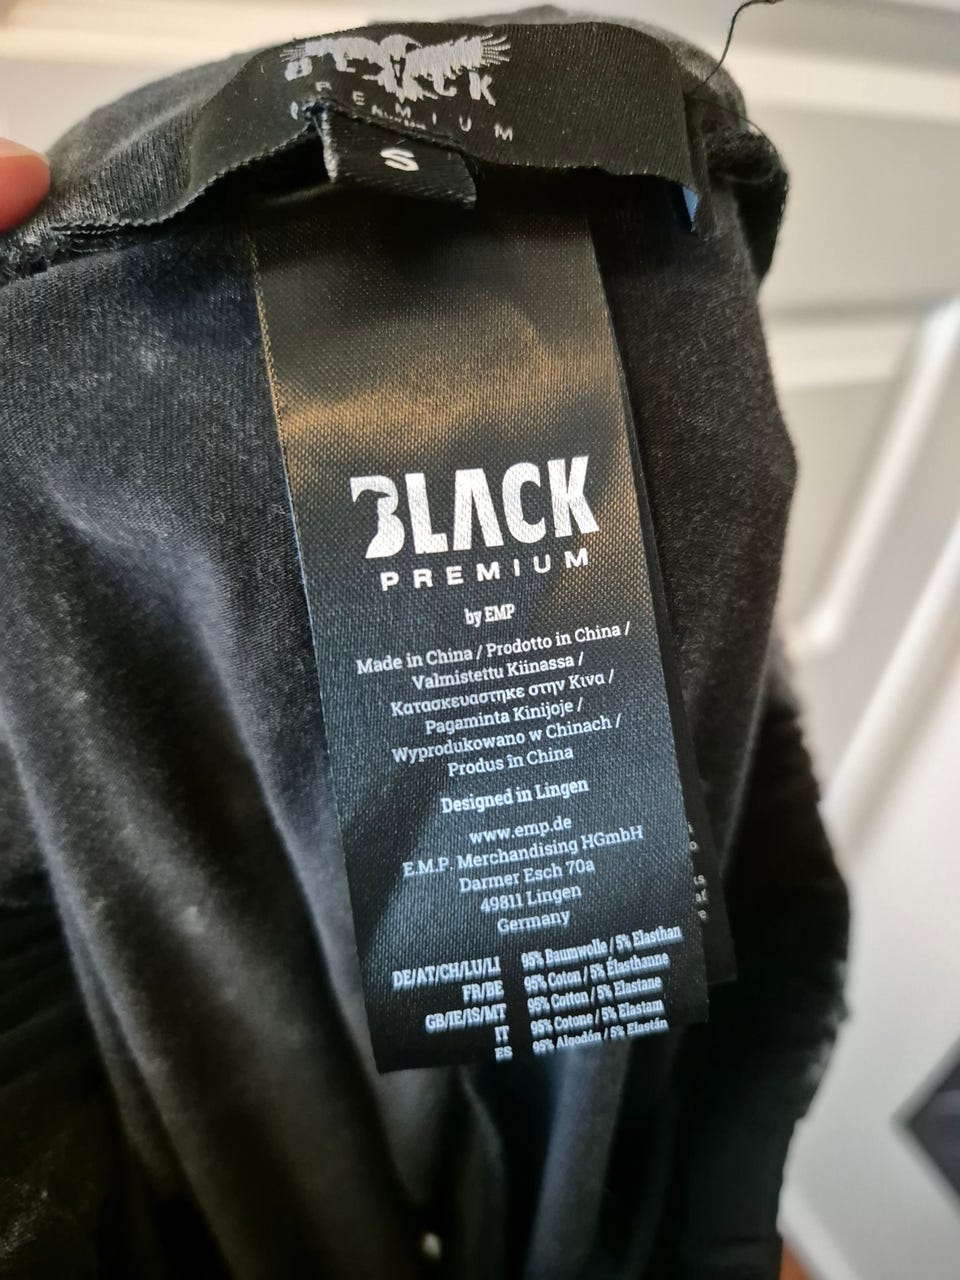 BLACK
PREMIUM
S
BLACK
PREMIUM
by EMP
Made in China / Prodotto in China /
Valmistettu Kiinassa /
Κατασκευαστηκε στην Κινα /
Pagaminta Kinijoje /
Wyprodukowano w Chinach /
Produs în China
Designed in Lingen
www.emp.de
E.M.P. Merchandising HGmbH
Darmer Esch 70a
49811 Lingen
Germany
DE/AT/CH/LU/LI 95% Baumwolle / 5% Elasthan
FR/BE 95% Coton / 5% Élasthanne
GB/IE/IS/MT 95% Cotton / 5% Elastane
IT 95% Cotone / 5% Elastam
ES 95% Algodón / 5% Elastán